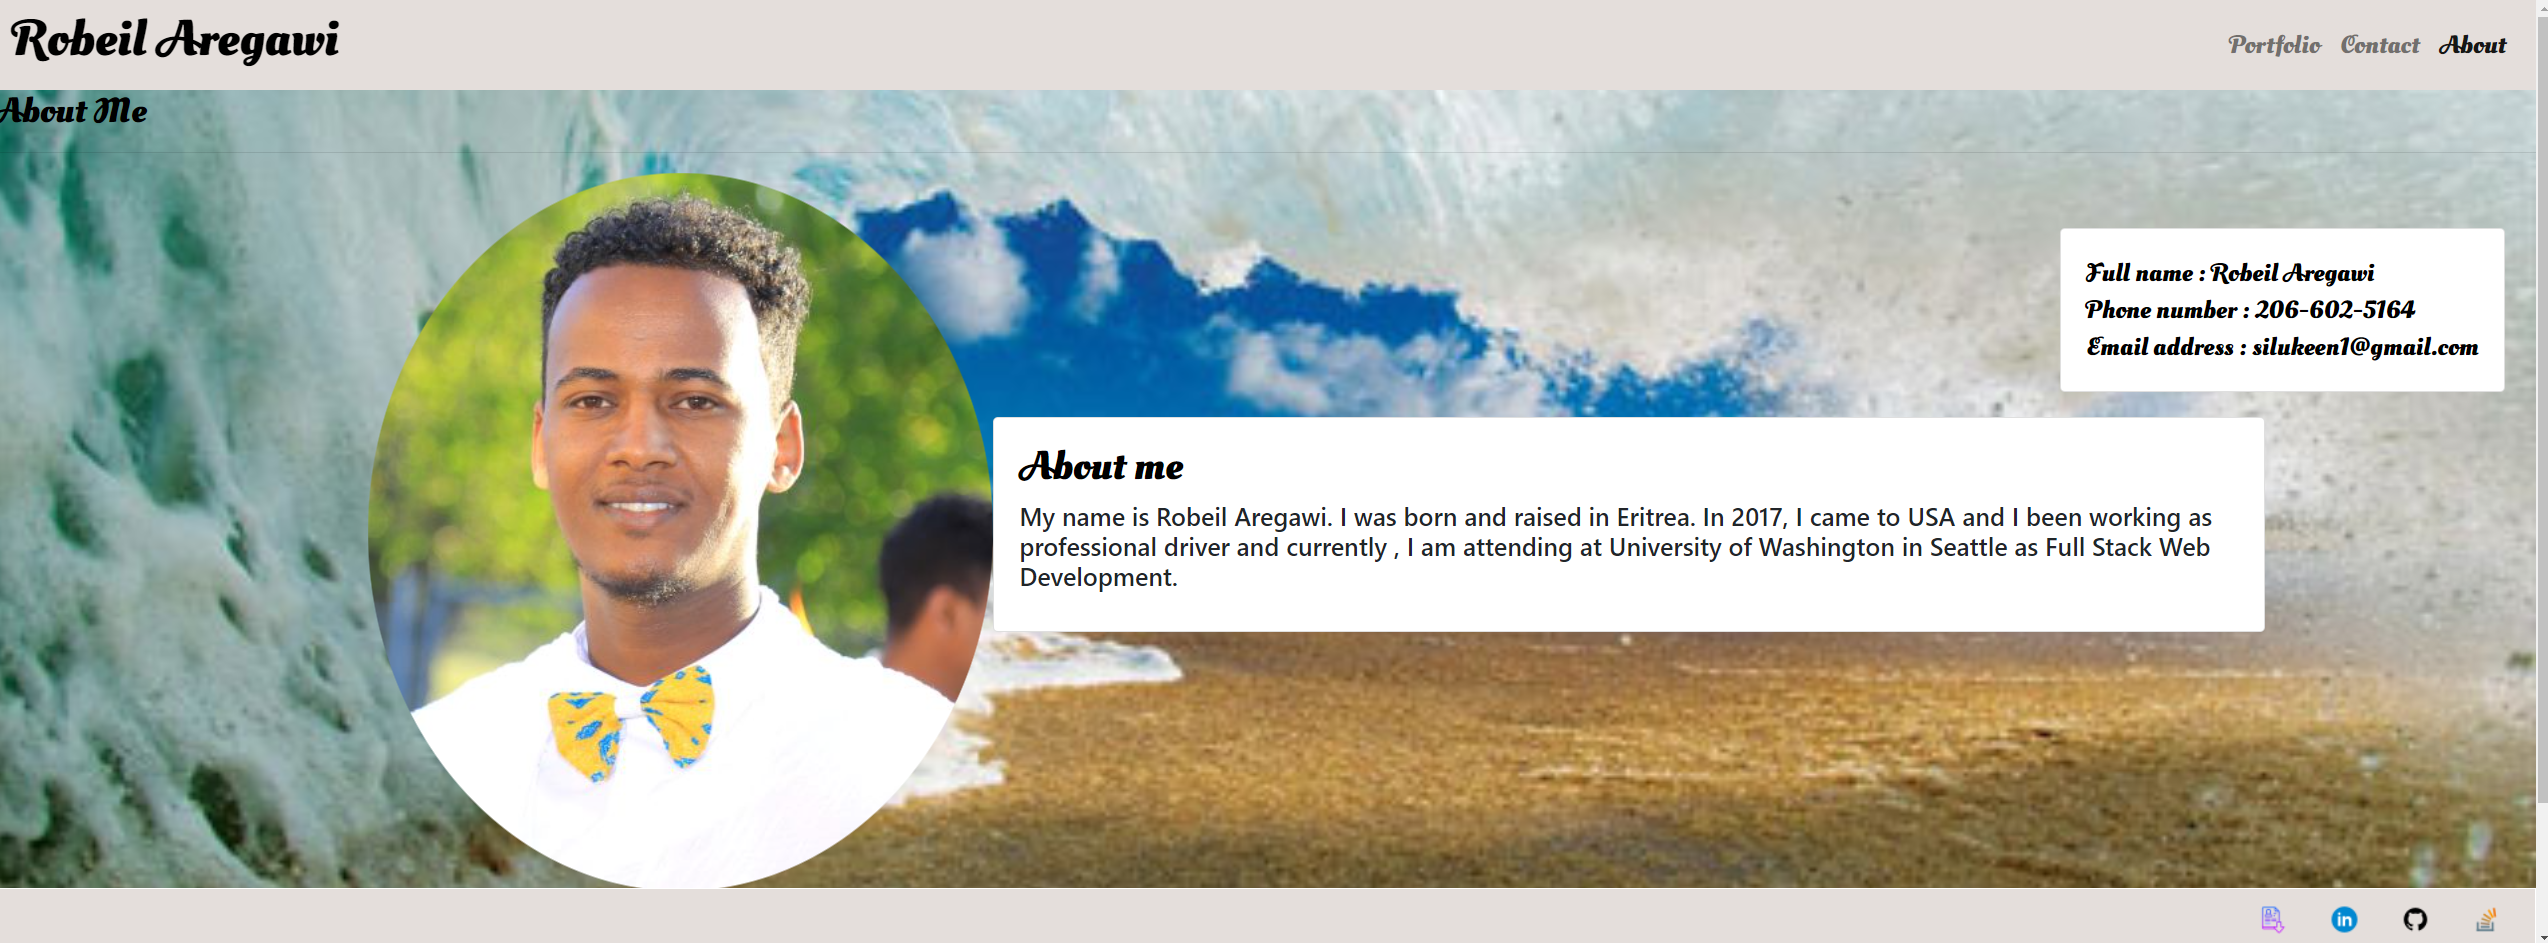 Robeil Aregawi
Portfolio Contact About
About Me
Full name : Robeil Aregawi
Phone number : 206-602-5164
Email address : silukeen1@gmail.com
About me
My name is Robeil Aregawi. I was born and raised in Eritrea. In 2017, I came to USA and I been working as
professional driver and currently , I am attending at University of Washington in Seattle as Full Stack Web
Development.
in